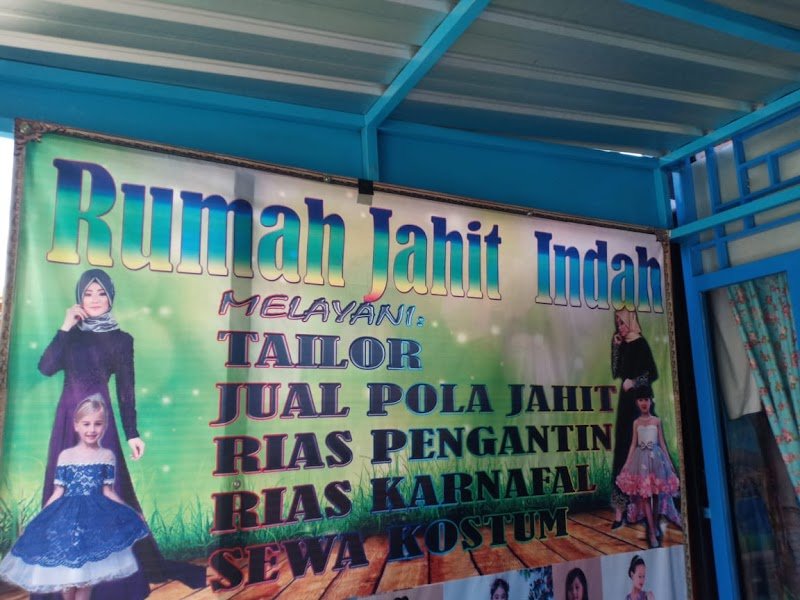 Rumah Jahit Indah
MELAYANI:
TAILOR
JUAL POLA JAHIT
RIAS PENGANTIN
RIAS KARNAFAL
SEWA KOSTUM